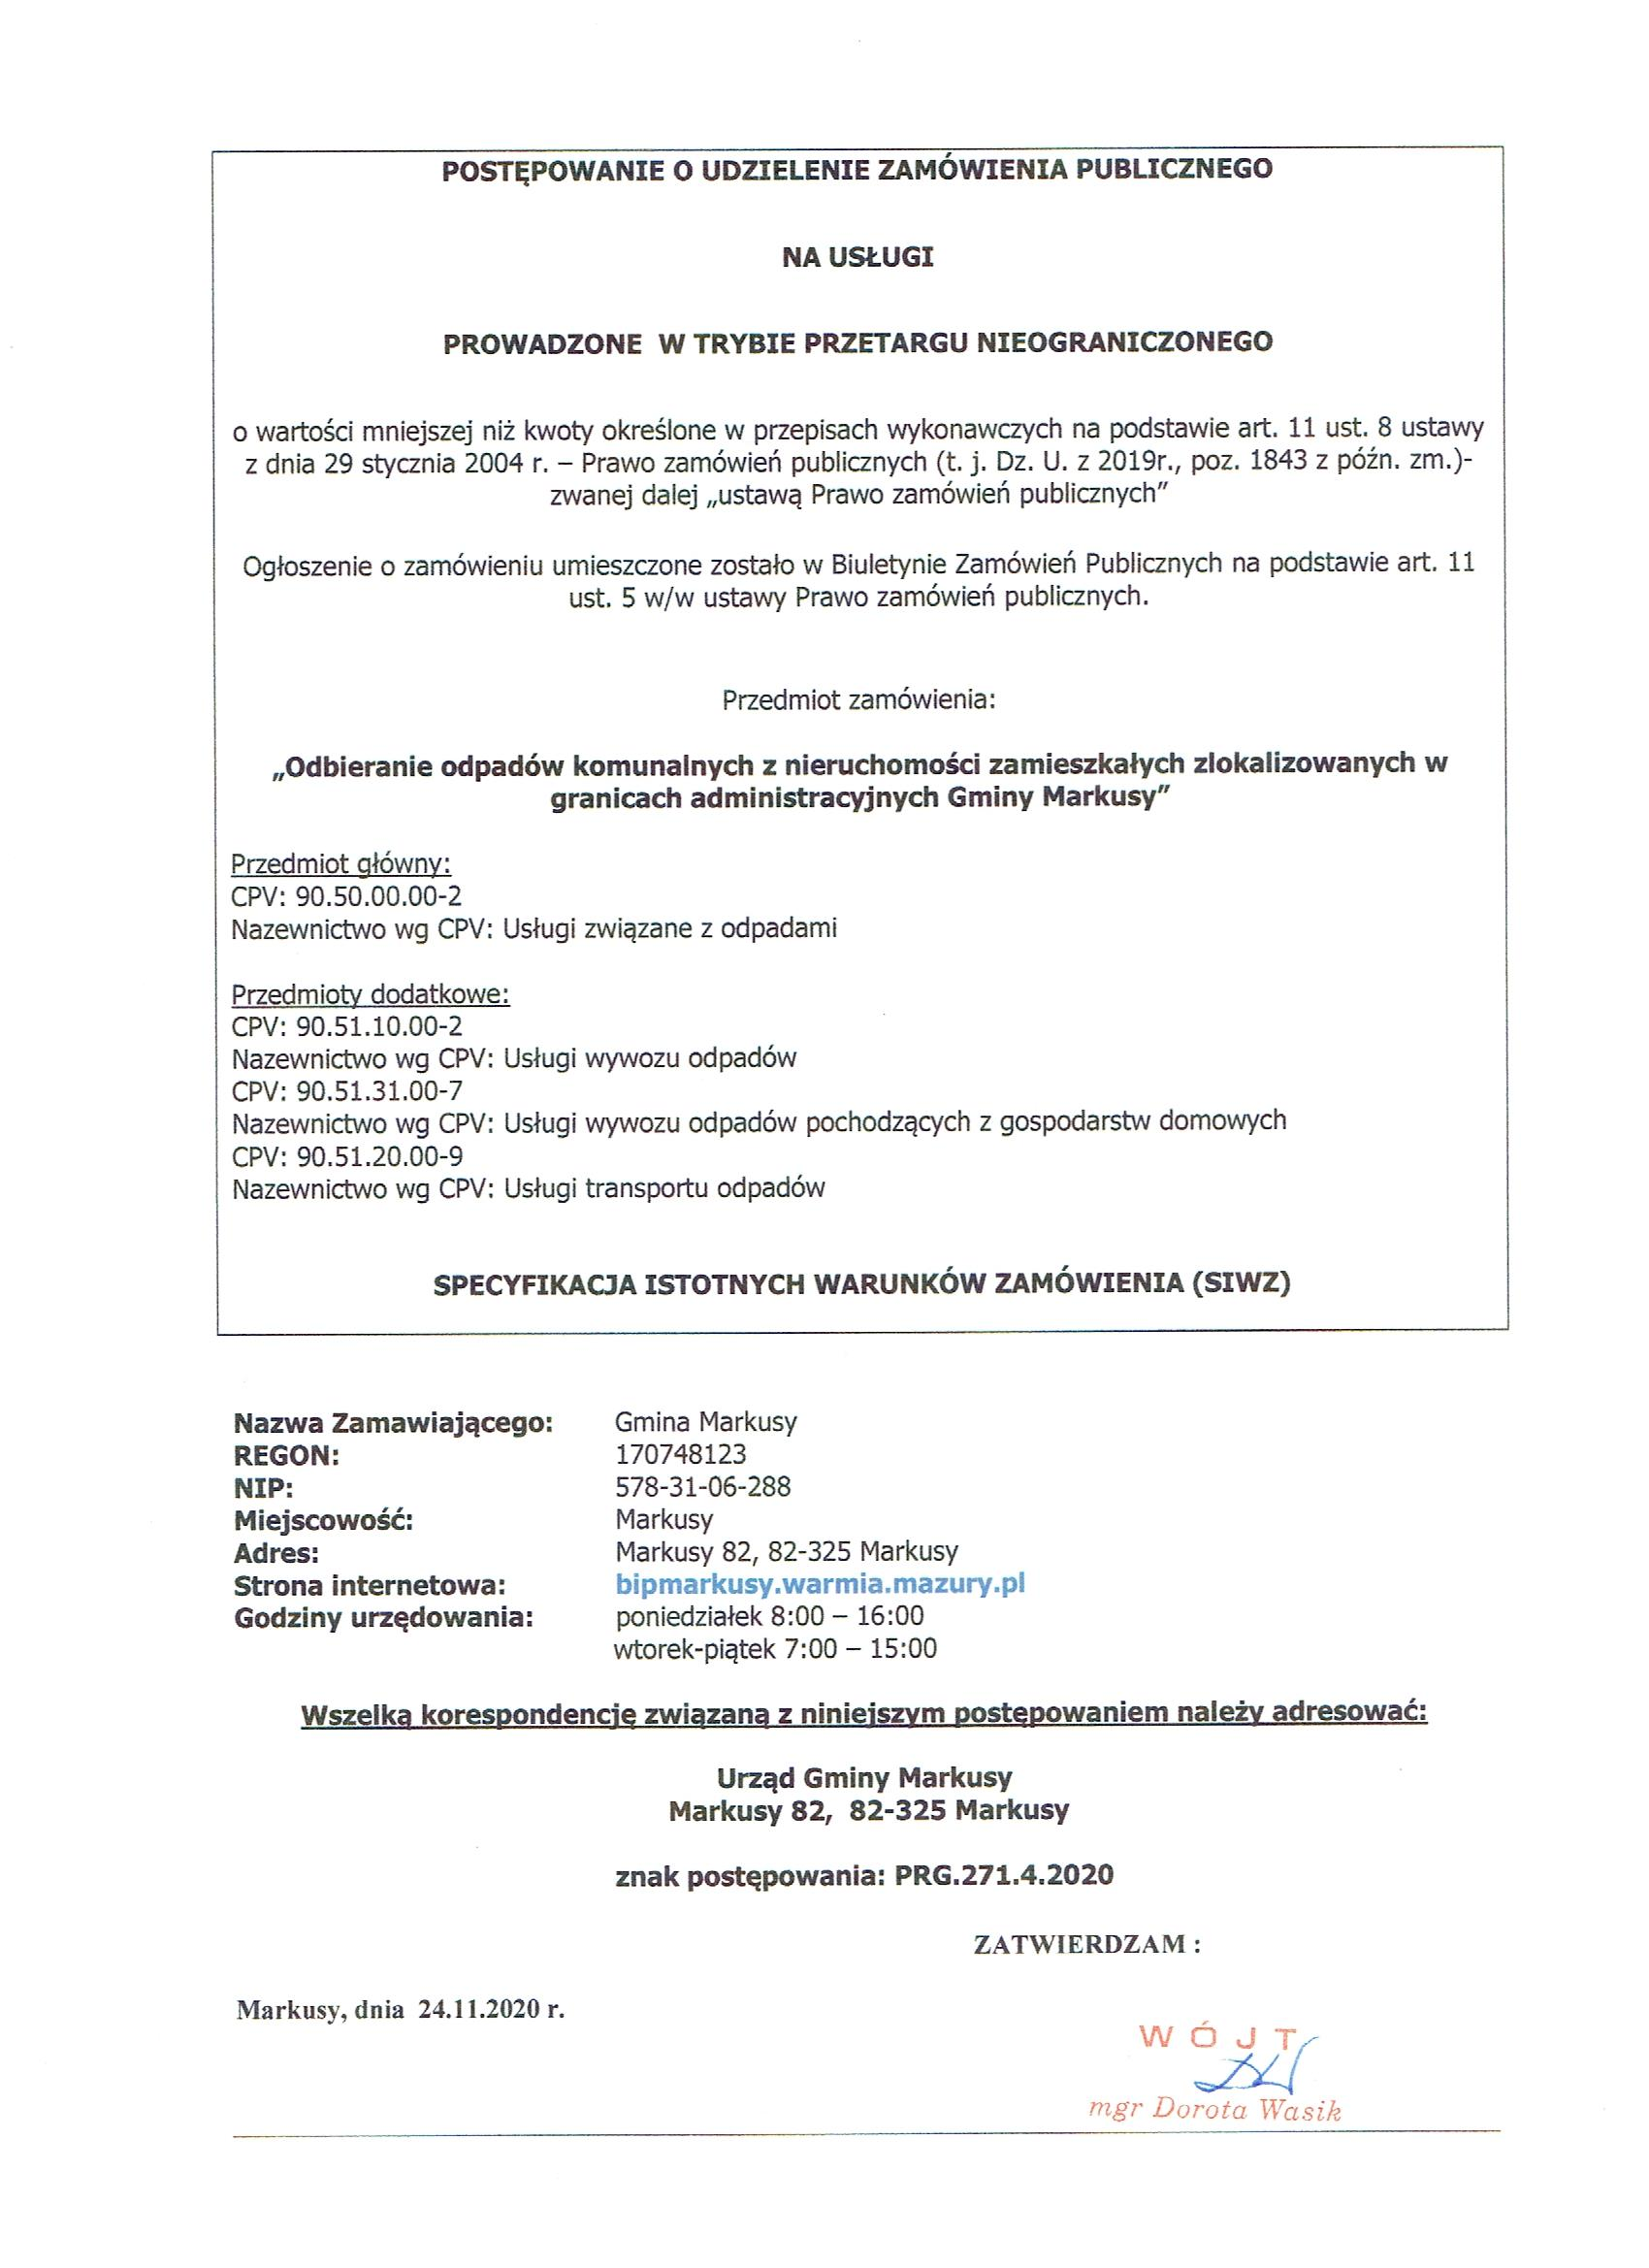 POSTĘPOWANIE O UDZIELENIE ZAMÓWIENIA PUBLICZNEGO
NA USŁUGI
PROWADZONE W TRYBIE PRZETARGU NIEOGRANICZONEGO
o wartości mniejszej niż kwoty określone w przepisach wykonawczych na podstawie art. 11 ust. 8 ustawy
z dnia 29 stycznia 2004 r. – Prawo zamówień publicznych (t. j. Dz. U. z 2019r., poz. 1843 z późn. zm.)-
zwanej dalej „ustawą Prawo zamówień publicznych"
Ogłoszenie o zamówieniu umieszczone zostało w Biuletynie Zamówień Publicznych na podstawie art. 11
ust. 5 w/w ustawy Prawo zamówień publicznych.
Przedmiot zamówienia:
„Odbieranie odpadów komunalnych z nieruchomości zamieszkałych zlokalizowanych w
granicach administracyjnych Gminy Markusy"
Przedmiot główny:
CPV: 90.50.00.00-2
Nazewnictwo wg CPV: Usługi związane z odpadami
Przedmioty dodatkowe:
CPV: 90.51.10.00-2
Nazewnictwo wg CPV: Usługi wywozu odpadów
CPV: 90.51.31.00-7
Nazewnictwo wg CPV: Usługi wywozu odpadów pochodzących z gospodarstw domowych
CPV: 90.51.20.00-9
Nazewnictwo wg CPV: Usługi transportu odpadów
SPECYFIKACJA ISTOTNYCH WARUNKÓW ZAMÓWIENIA (SIWZ)
Nazwa Zamawiającego: Gmina Markusy
REGON: 170748123
NIP: 578-31-06-288
Miejscowość: Markusy
Adres: Markusy 82, 82-325 Markusy
Strona internetowa: bipmarkusy.warmia.mazury.pl
Godziny urzędowania: poniedziałek 8:00 – 16:00
wtorek-piątek 7:00 – 15:00
Wszelką korespondencję związaną z niniejszym postępowaniem należy adresować:
Urząd Gminy Markusy
Markusy 82, 82-325 Markusy
znak postępowania: PRG.271.4.2020
ZATWIERDZAM :
Markusy, dnia 24.11.2020 r.
WÓJT
mgr Dorota Wasik